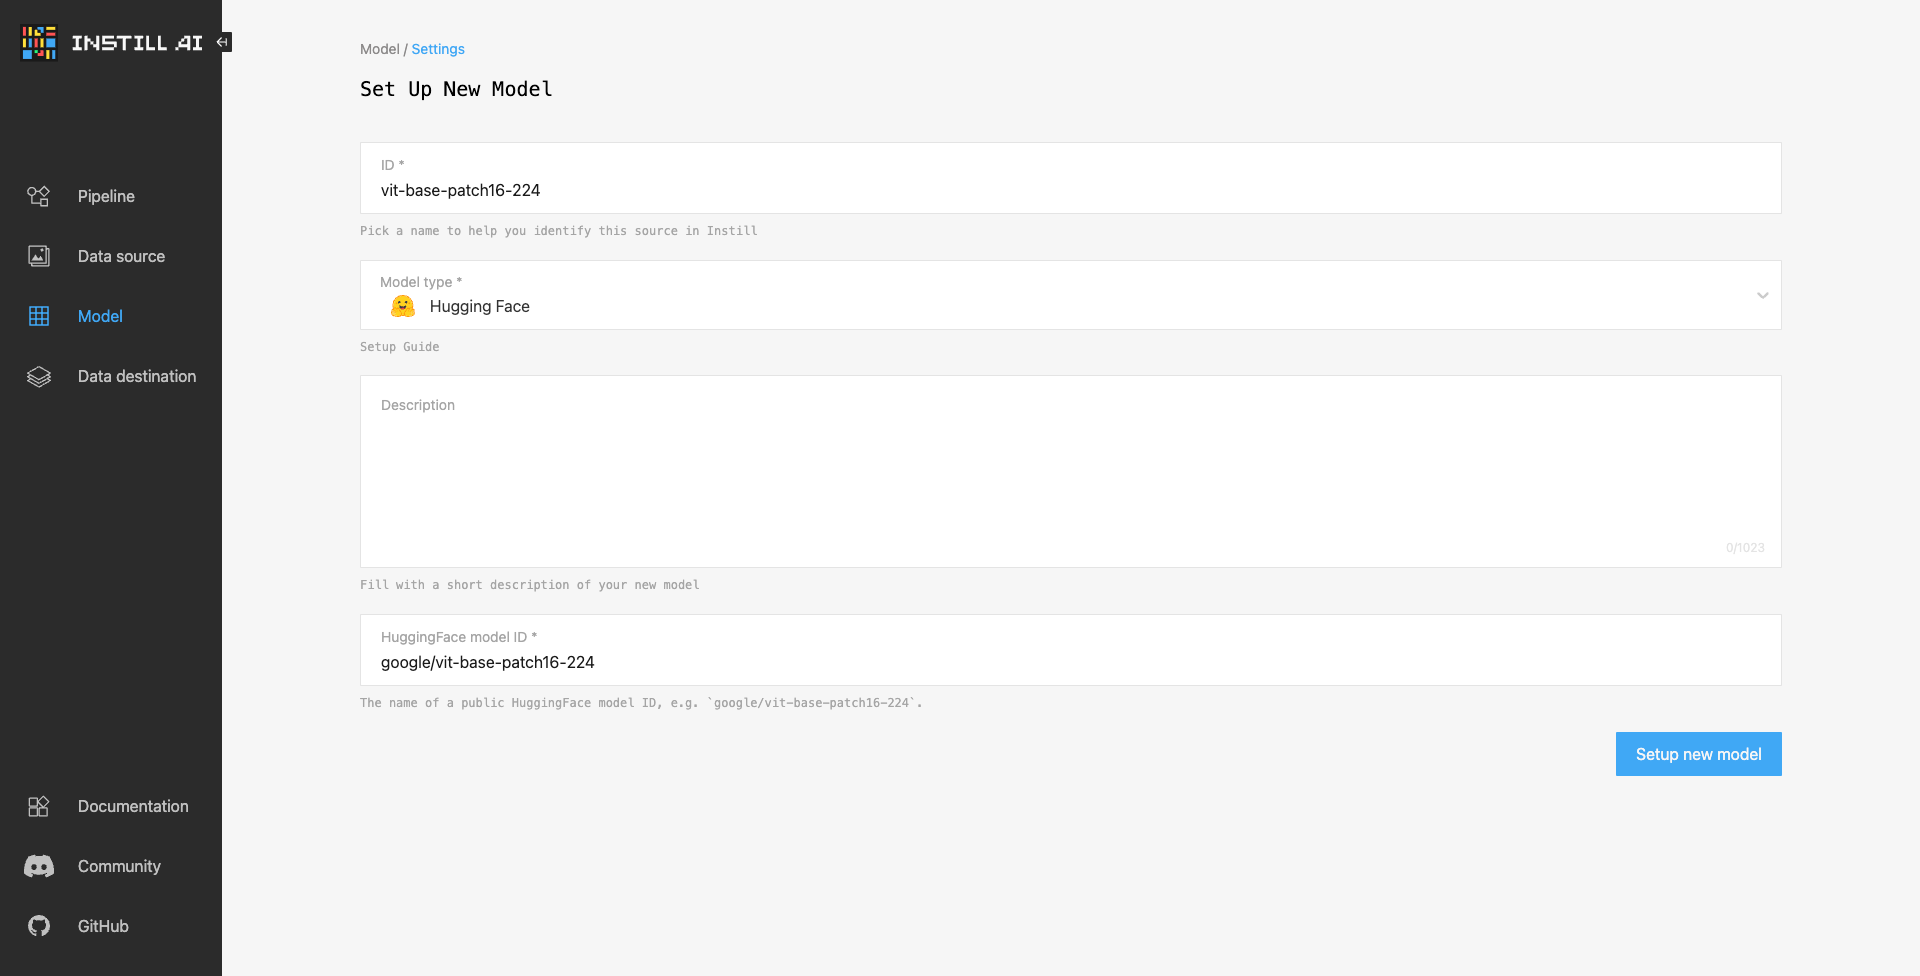 INSTILL AI
Pipeline
Data source
Model
Data destination
Documentation
Community
GitHub
Model / Settings
Set Up New Model
ID *
vit-base-patch16-224
Pick a name to help you identify this source in Instill
Model type *
Hugging Face
Setup Guide
Description
0/1023
Fill with a short description of your new model
HuggingFace model ID *
google/vit-base-patch16-224
The name of a public HuggingFace model ID, e.g. `google/vit-base-patch16-224`.
Setup new model